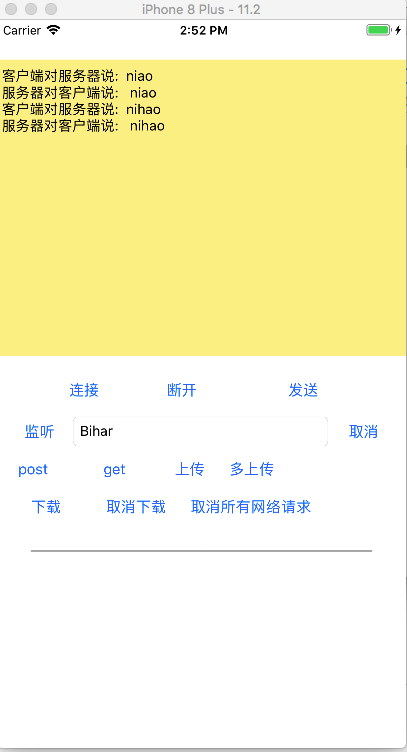 iPhone 8 Plus - 11.2
Carrier 2:52 PM
客户端对服务器说: niao
服务器对客户端说: niao
客户端对服务器说: nihao
服务器对客户端说: nihao
连接 断开 发送
监听 Bihar 取消
post get 上传 多上传
下载 取消下载 取消所有网络请求